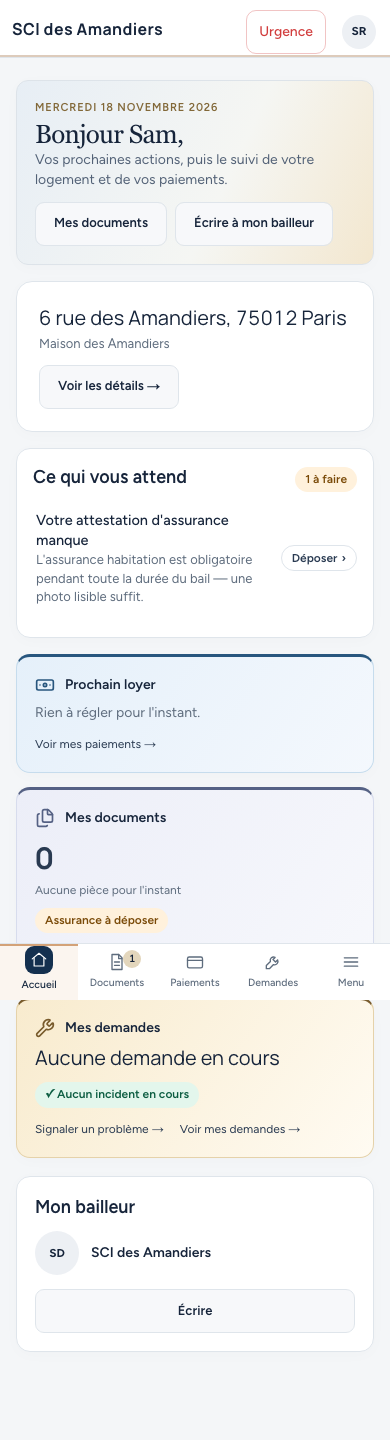 SCI des Amandiers
Urgence
SR
MERCREDI 18 NOVEMBRE 2026
Bonjour Sam,
Vos prochaines actions, puis le suivi de votre
logement et de vos paiements.
Mes documents
Écrire à mon bailleur
6 rue des Amandiers, 75012 Paris
Maison des Amandiers
Voir les détails →
Ce qui vous attend
1 à faire
Votre attestation d'assurance
manque
L'assurance habitation est obligatoire
pendant toute la durée du bail — une
photo lisible suffit.
Déposer ›
Prochain loyer
Rien à régler pour l'instant.
Voir mes paiements →
Mes documents
0
Aucune pièce pour l'instant
Assurance à déposer
Accueil
1
Documents
Paiements
Demandes
Menu
Mes demandes
Aucune demande en cours
✓ Aucun incident en cours
Signaler un problème →
Voir mes demandes →
Mon bailleur
SD
SCI des Amandiers
Écrire